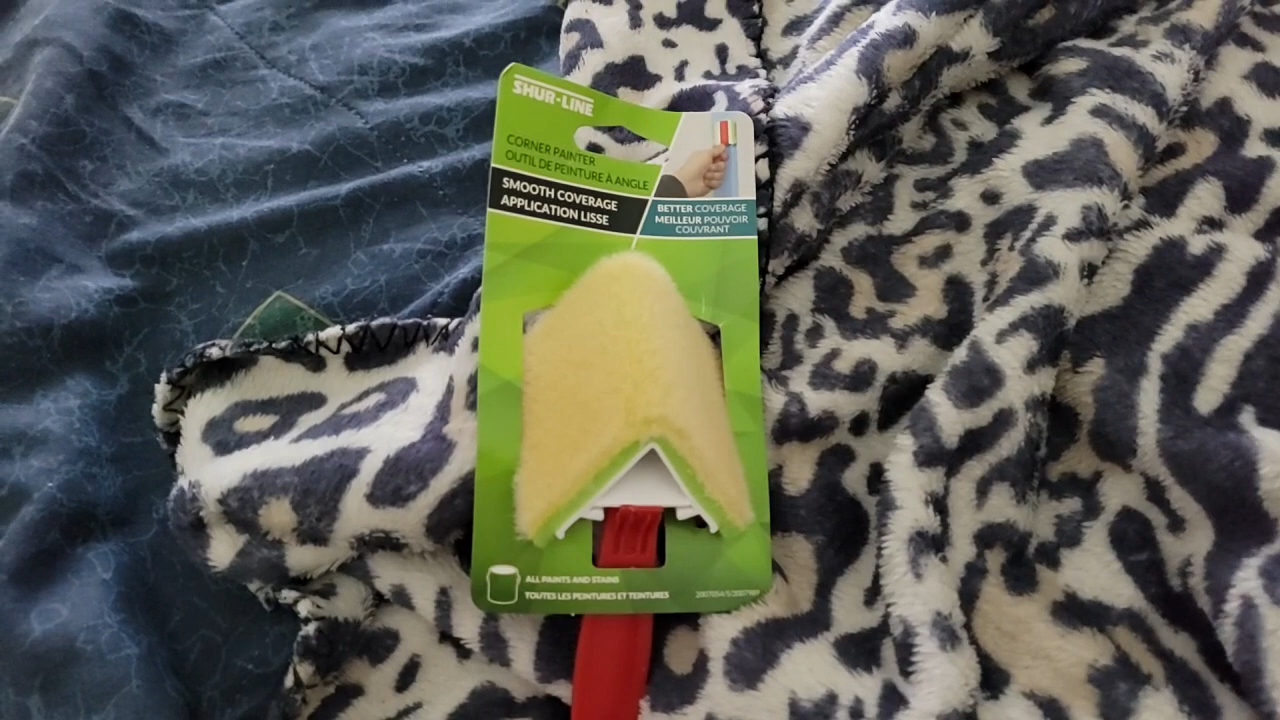 SHUR-LINE
CORNER PAINTER
OUTIL DE PEINTURE À ANGLE
SMOOTH COVERAGE
APPLICATION LISSE
BETTER COVERAGE
MEILLEUR POUVOIR
COUVRANT
ALL PAINTS AND STAINS
TOUTES LES PEINTURES ET TEINTURES